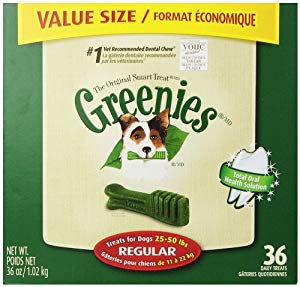 VALUE SIZE / FORMAT ÉCONOMIQUE
#1 Vet Recommended Dental Chew
La gâterie dentaire recommandée
par les vétérinaires
VOHC
The Original Smart-Treat
Greenies
Total Oral
Health Solution
Treats for Dogs 25-50 lbs
REGULAR
Gâteries pour chiens de 11 à 22 kg
NET WT.
POIDS NET
36 oz/1.02 kg
36
DAILY TREATS
GÂTERIES QUOTIDIENNES